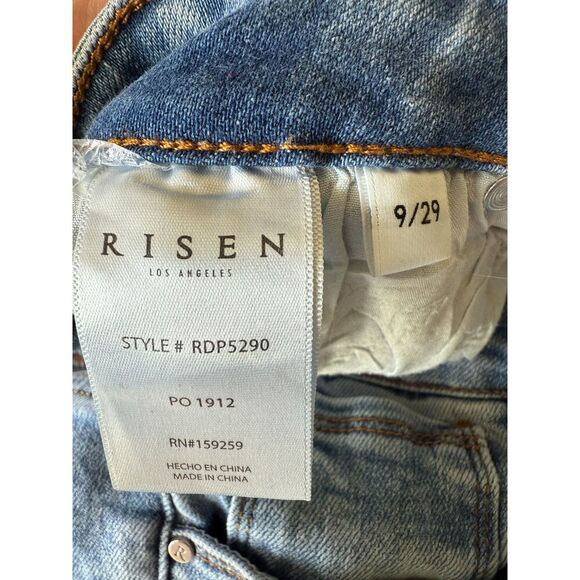 RISEN
LOS ANGELES
STYLE # RDP5290
PO 1912
RN#159259
HECHO EN CHINA
MADE IN CHINA
9/29
R